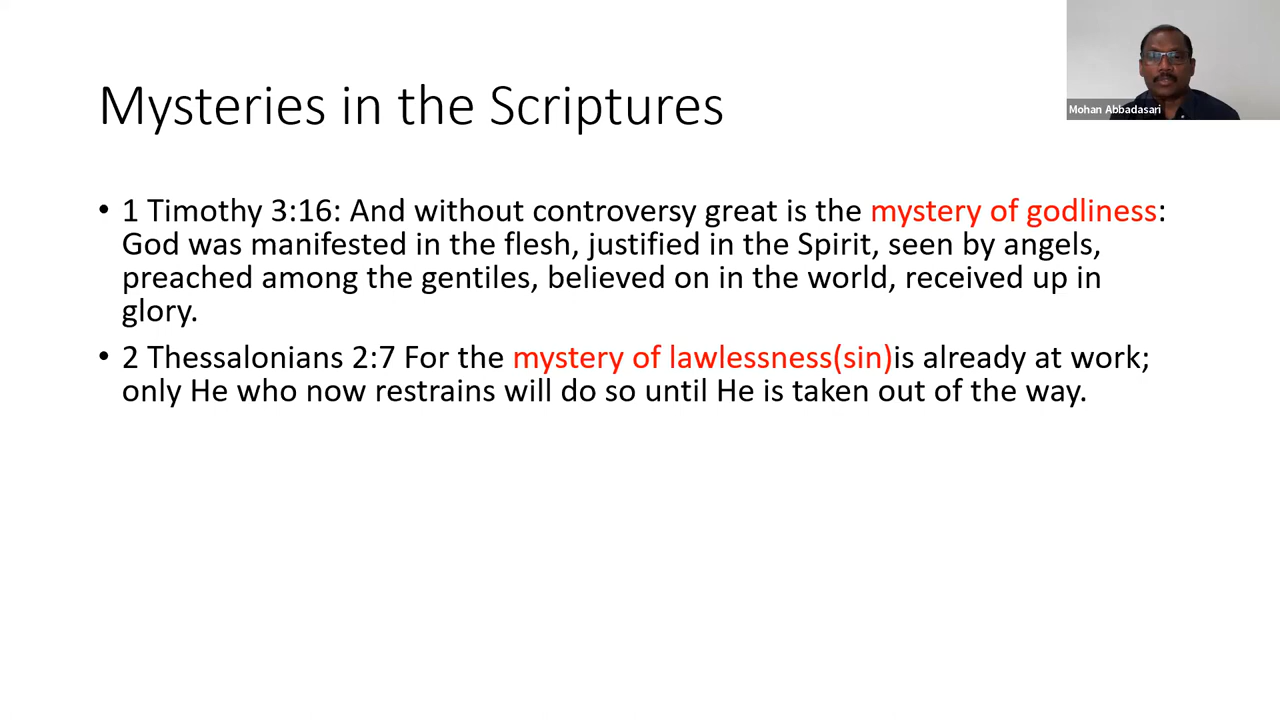 Mysteries in the Scriptures
Mohan Abbadasari
• 1 Timothy 3:16: And without controversy great is the mystery of godliness:
God was manifested in the flesh, justified in the Spirit, seen by angels,
preached among the gentiles, believed on in the world, received up in
glory.
• 2 Thessalonians 2:7 For the mystery of lawlessness(sin)is already at work;
only He who now restrains will do so until He is taken out of the way.